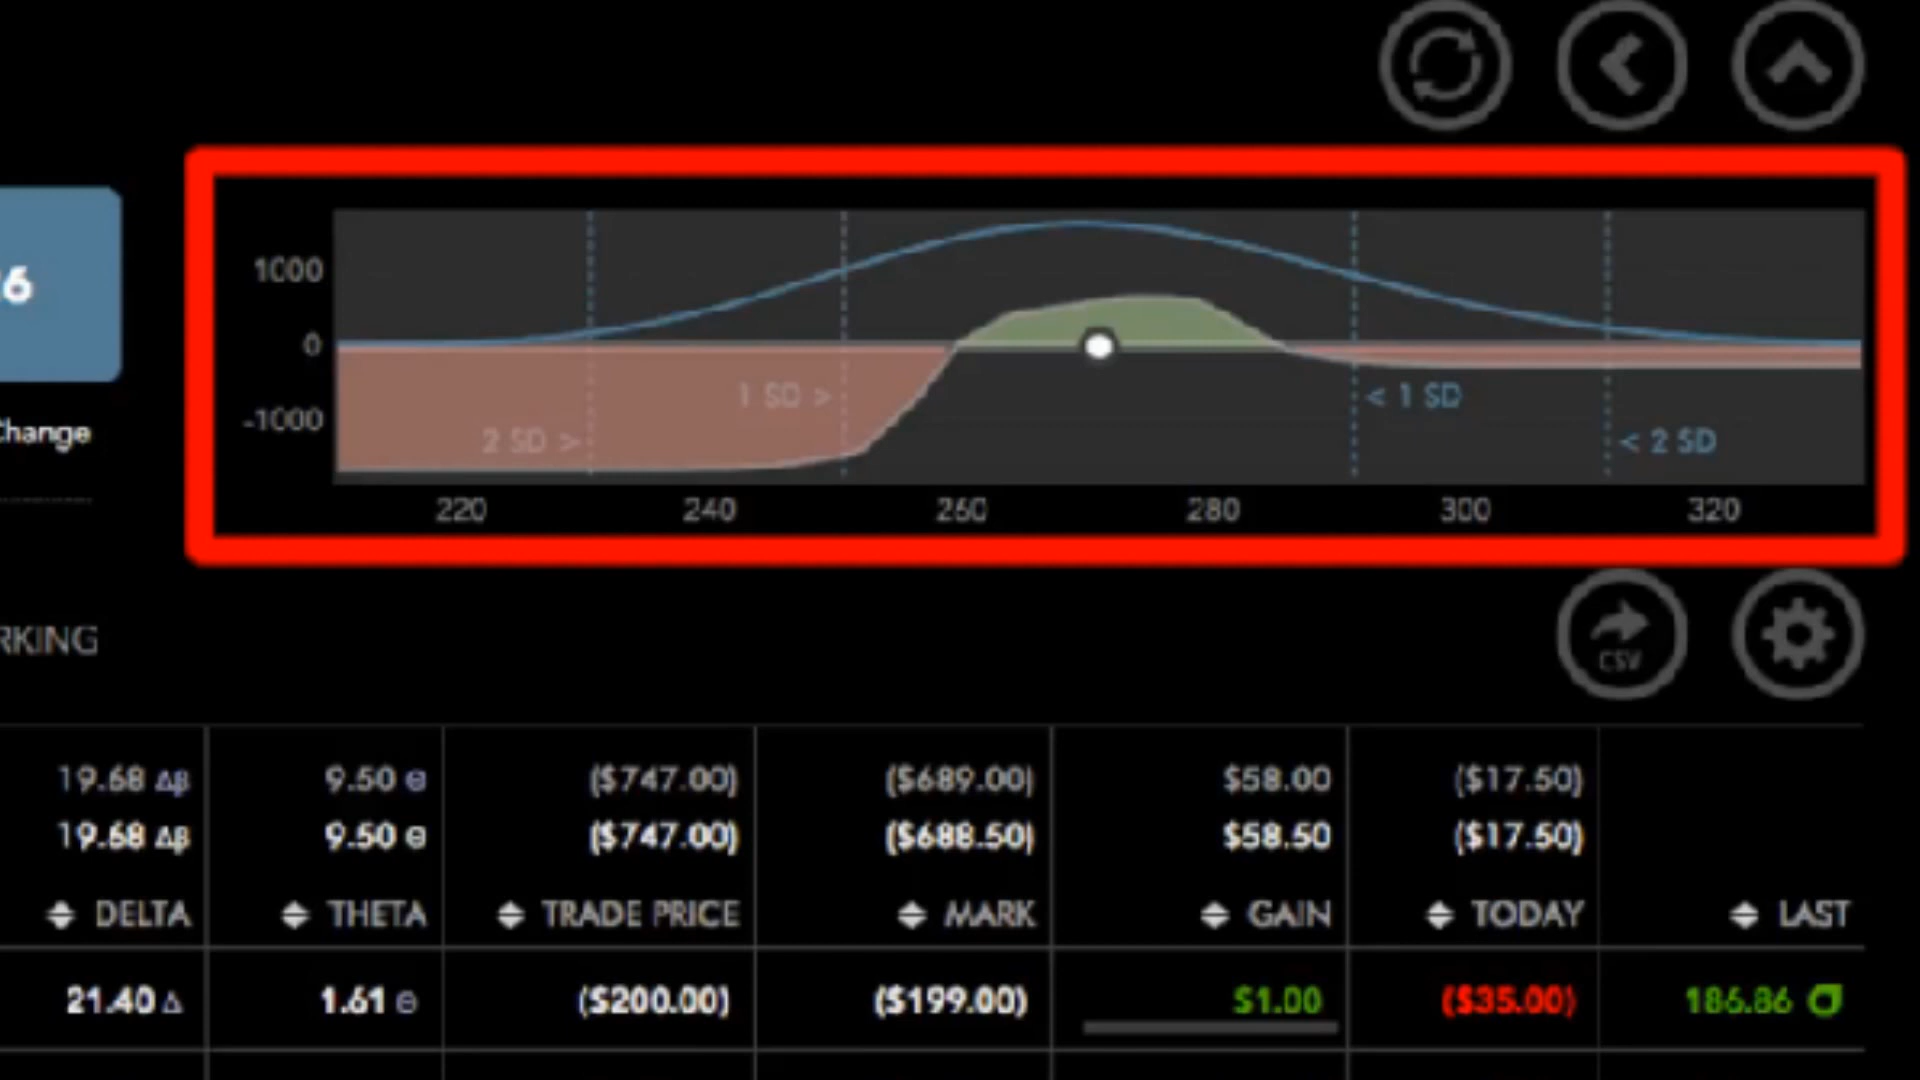 6
Change
1000
0
-1000
1 SD >
2 SD >
< 1 SD
< 2 SD
220 240 260 280 300 320
RKING
CSV
19.68 Δβ 9.50 Θ ($747.00) ($689.00) $58.00 ($17.50)
19.68 Δβ 9.50 Θ ($747.00) ($688.50) $58.50 ($17.50)
DELTA THETA TRADE PRICE MARK GAIN TODAY LAST
21.40 Δ 1.61 Θ ($200.00) ($199.00) $1.00 ($35.00) 186.86